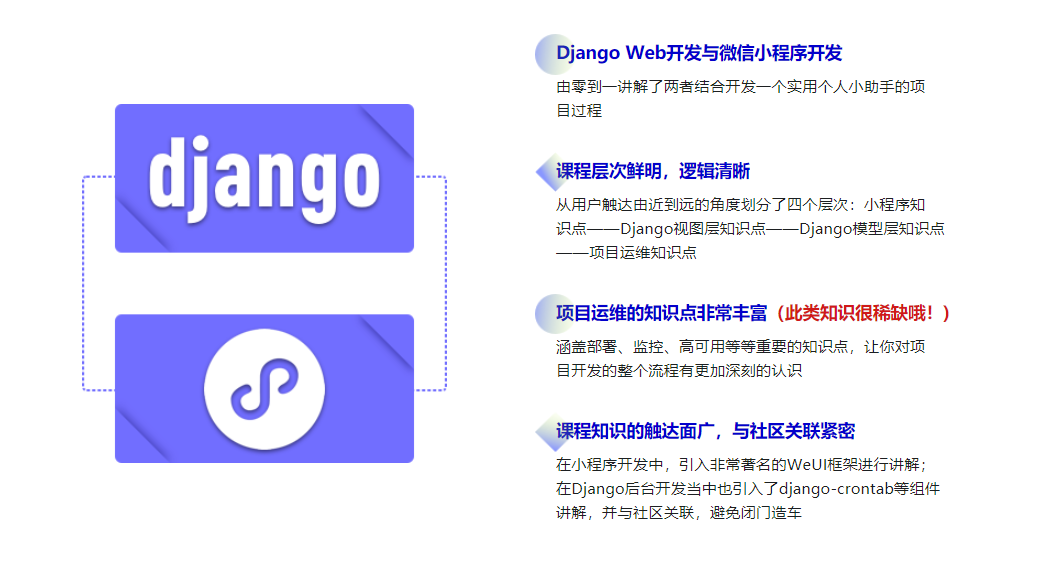 django
Django Web开发与微信小程序开发
由零到一讲解了两者结合开发一个实用个人小助手的项
目过程
课程层次鲜明，逻辑清晰
从用户触达由近到远的角度划分了四个层次：小程序知
识点——Django视图层知识点——Django模型层知识点
——项目运维知识点
项目运维的知识点非常丰富（此类知识很稀缺哦！）
涵盖部署、监控、高可用等等重要的知识点，让你对项
目开发的整个流程有更加深刻的认识
课程知识的触达面广，与社区关联紧密
在小程序开发中，引入非常著名的WeUI框架进行讲解；
在Django后台开发当中也引入了django-crontab等组件
讲解，并与社区关联，避免闭门造车